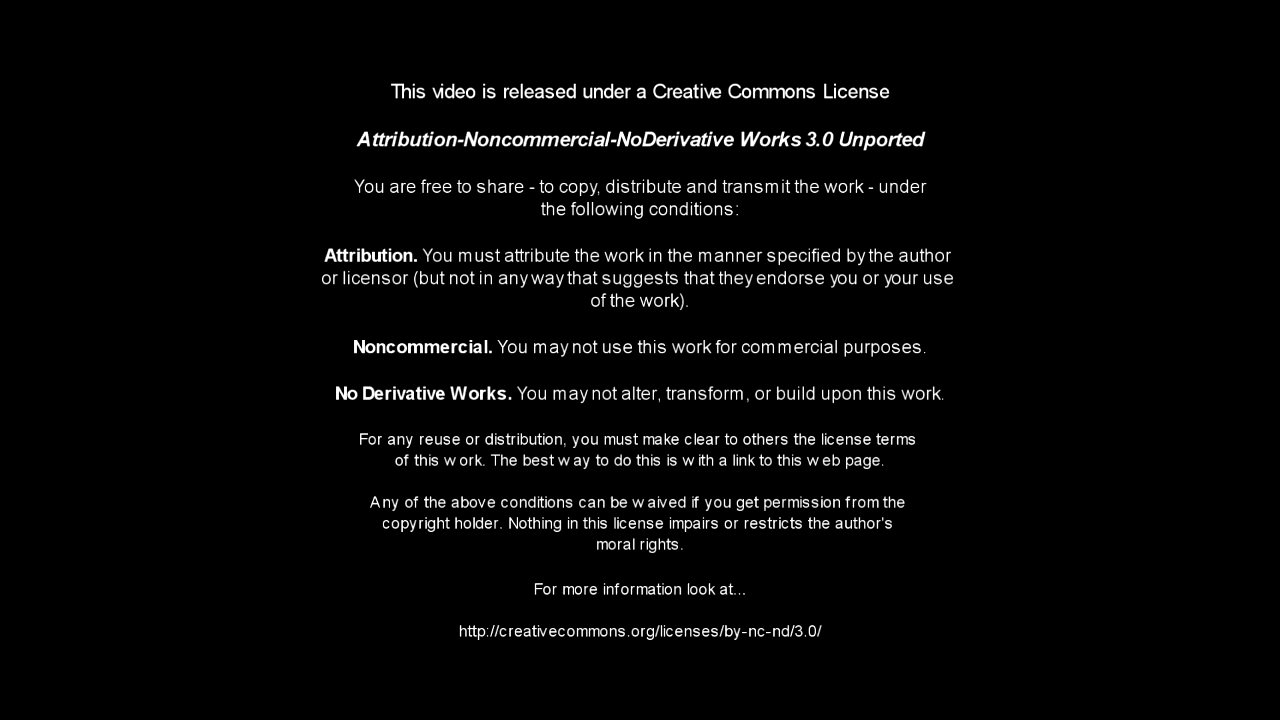 This video is released under a Creative Commons License
Attribution-Noncommercial-NoDerivative Works 3.0 Unported
You are free to share - to copy, distribute and transmit the work - under
the following conditions:
Attribution. You must attribute the work in the manner specified by the author
or licensor (but not in any way that suggests that they endorse you or your use
of the work).
Noncommercial. You may not use this work for commercial purposes.
No Derivative Works. You may not alter, transform, or build upon this work.
For any reuse or distribution, you must make clear to others the license terms
of this work. The best way to do this is with a link to this web page.
Any of the above conditions can be waived if you get permission from the
copyright holder. Nothing in this license impairs or restricts the author's
moral rights.
For more information look at...
http://creativecommons.org/licenses/by-nc-nd/3.0/